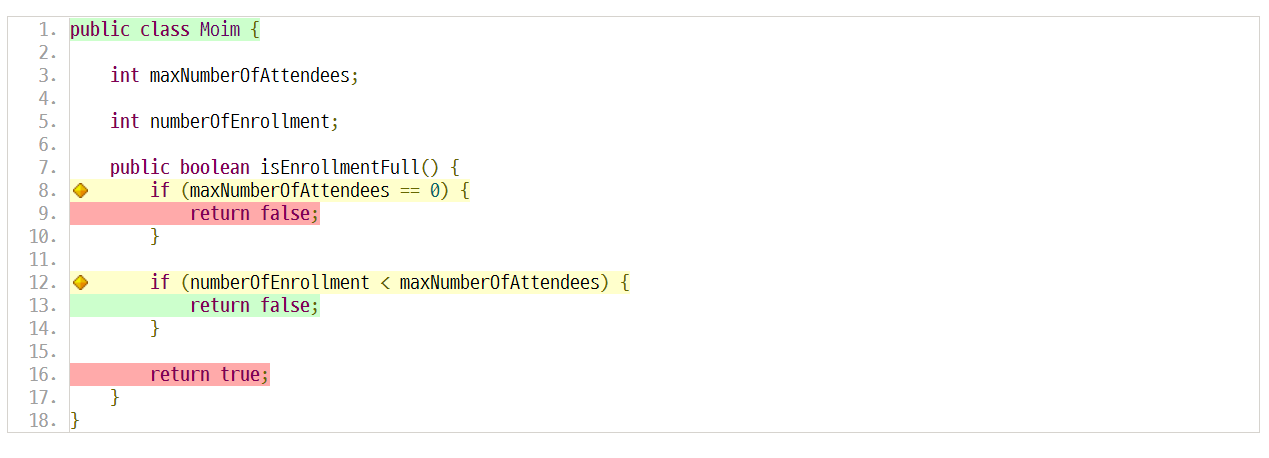 1. public class Moim {
2.
3.     int maxNumberOfAttendees;
4.
5.     int numberOfEnrollment;
6.
7.     public boolean isEnrollmentFull() {
8.         if (maxNumberOfAttendees == 0) {
9.             return false;
10.         }
11.
12.         if (numberOfEnrollment < maxNumberOfAttendees) {
13.             return false;
14.         }
15.
16.         return true;
17.     }
18. }